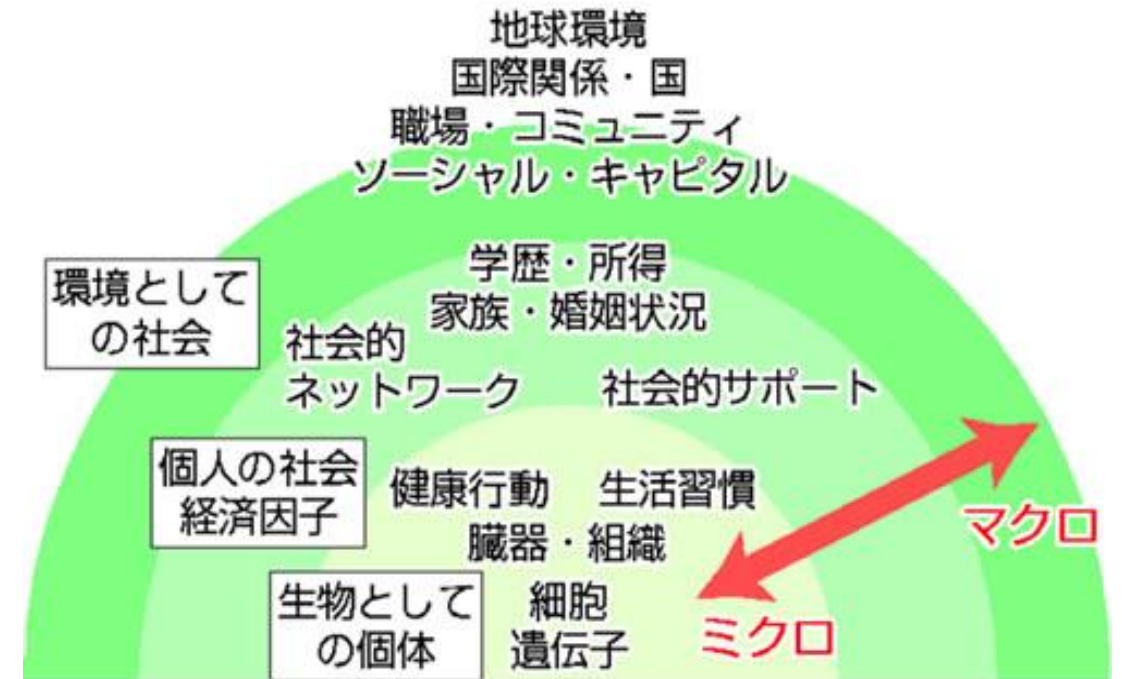 地球環境
国際関係・国
職場・コミュニティ
ソーシャル・キャピタル
環境として
の社会
学歴・所得
家族・婚姻状況
社会的
ネットワーク
社会的サポート
個人の社会
経済因子
健康行動 生活習慣
臓器・組織
マクロ
生物として
の個体
細胞
遺伝子
ミクロ